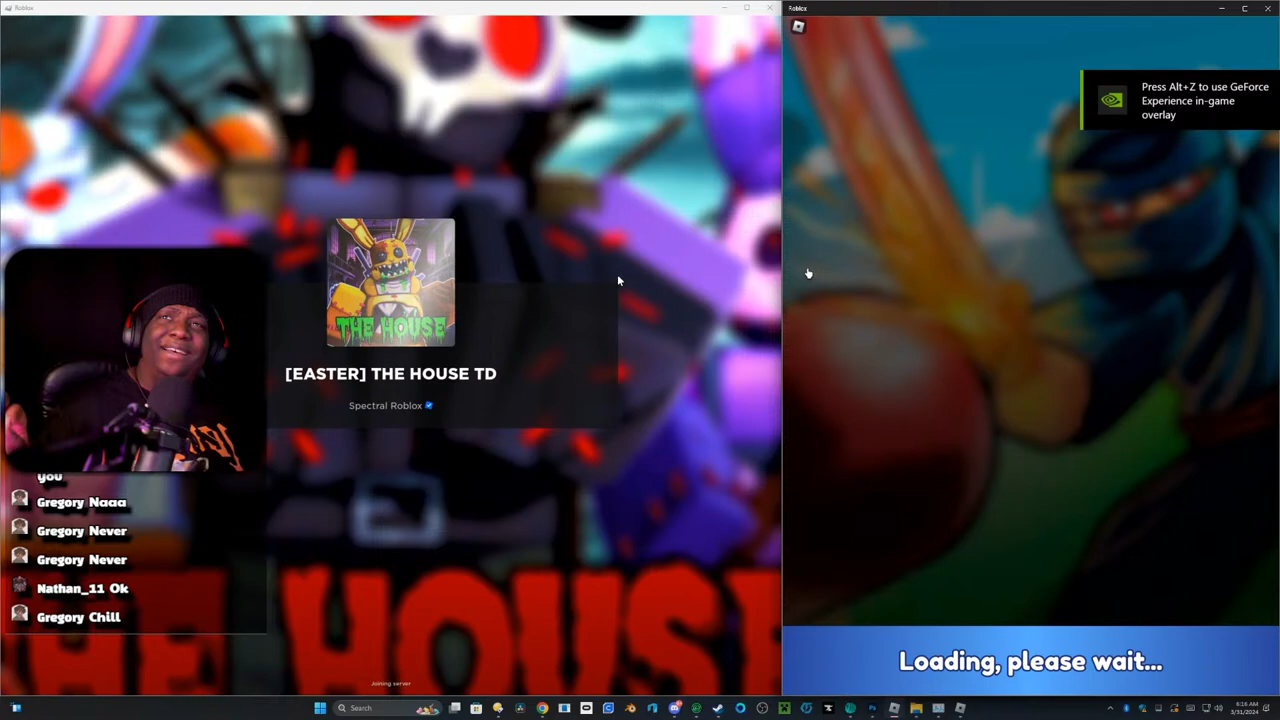 Roblox
Roblox
Press Alt+Z to use GeForce
Experience in-game
overlay
THE HOUSE
[EASTER] THE HOUSE TD
Spectral Roblox
you
Gregory Naaa
Gregory Never
Gregory Never
Nathan_11 Ok
Gregory Chill
THE HOUSE
Joining server
Loading, please wait...
Search
6:16 AM
3/31/2024